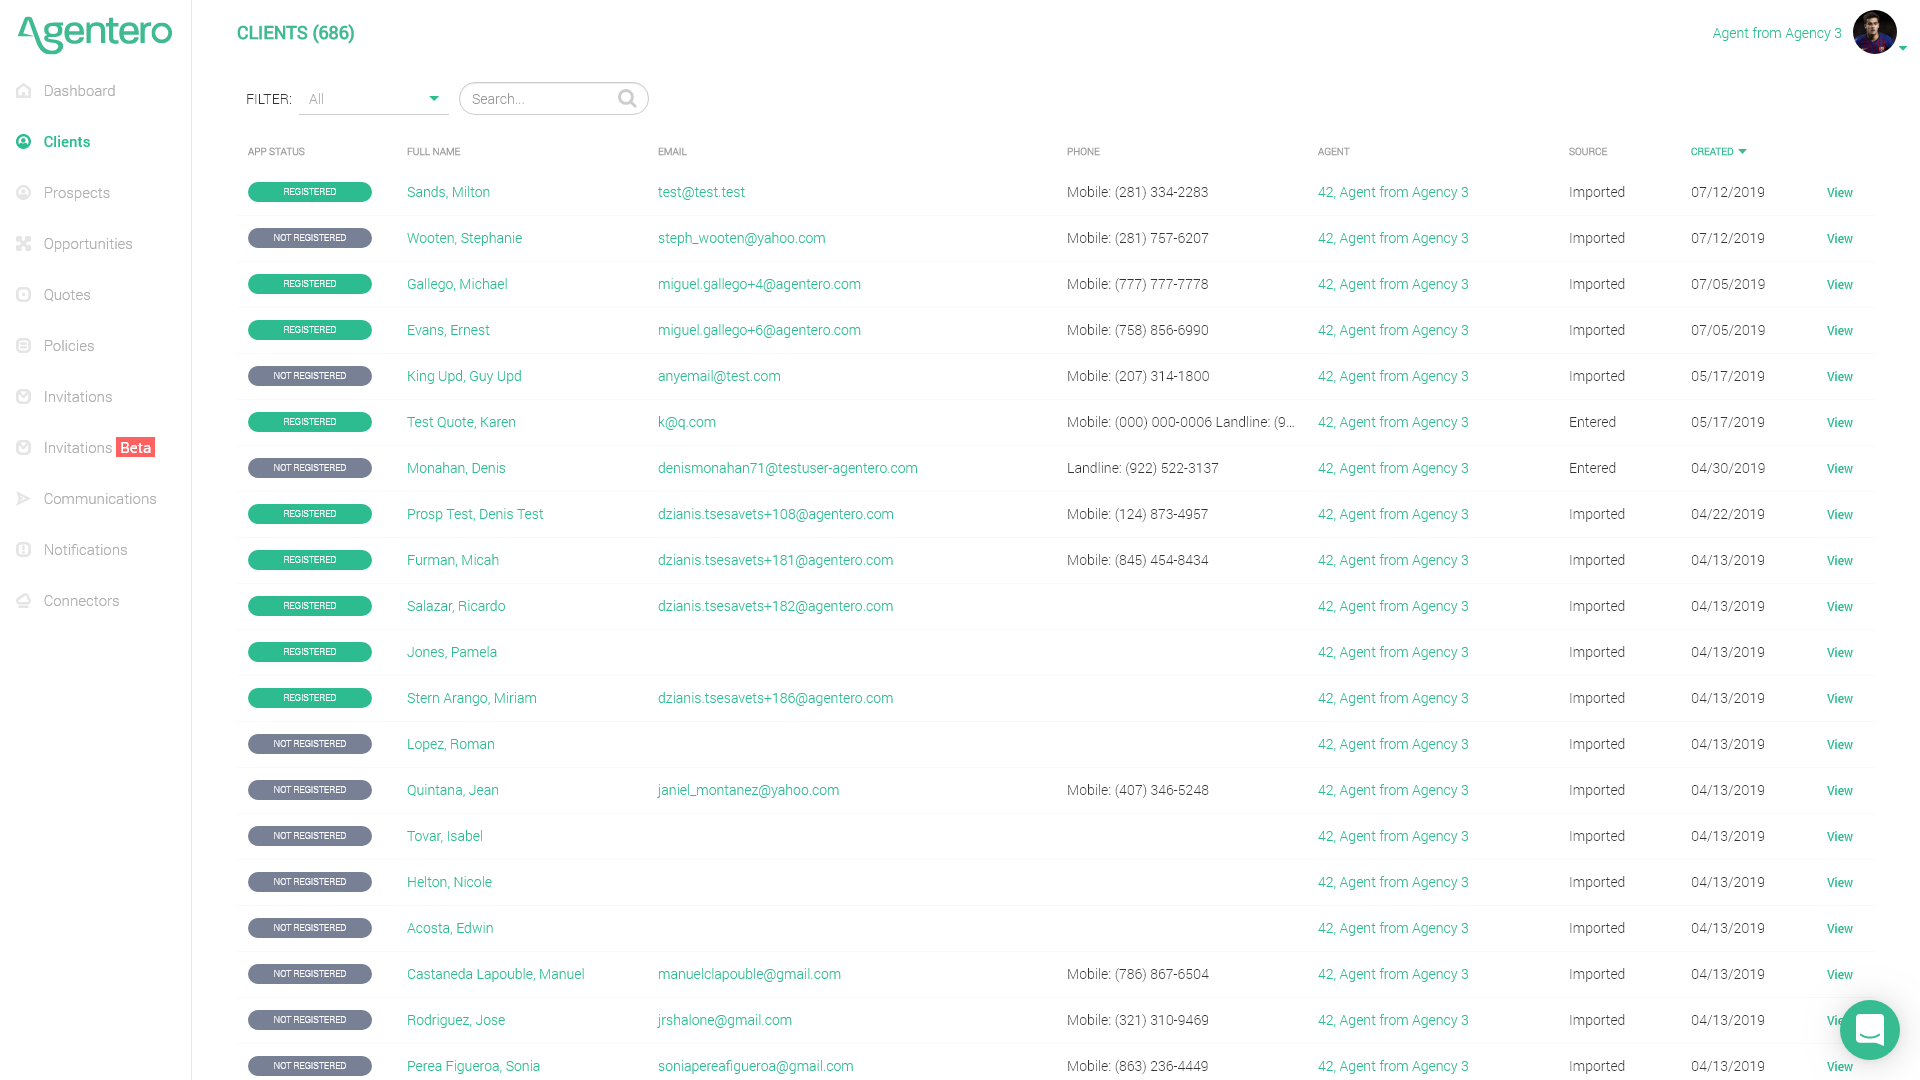 Agentero
CLIENTS (686)
Agent from Agency 3
Dashboard
Clients
Prospects
Opportunities
Quotes
Policies
Invitations
Invitations Beta
Communications
Notifications
Connectors
FILTER: All Search...
APP STATUS FULL NAME EMAIL PHONE AGENT SOURCE CREATED
REGISTERED Sands, Milton test@test.test Mobile: (281) 334-2283 42, Agent from Agency 3 Imported 07/12/2019 View
NOT REGISTERED Wooten, Stephanie steph_wooten@yahoo.com Mobile: (281) 757-6207 42, Agent from Agency 3 Imported 07/12/2019 View
REGISTERED Gallego, Michael miguel.gallego+4@agentero.com Mobile: (777) 777-7778 42, Agent from Agency 3 Imported 07/05/2019 View
REGISTERED Evans, Ernest miguel.gallego+6@agentero.com Mobile: (758) 856-6990 42, Agent from Agency 3 Imported 07/05/2019 View
NOT REGISTERED King Upd, Guy Upd anyemail@test.com Mobile: (207) 314-1800 42, Agent from Agency 3 Imported 05/17/2019 View
REGISTERED Test Quote, Karen k@q.com Mobile: (000) 000-0006 Landline: (9... 42, Agent from Agency 3 Entered 05/17/2019 View
NOT REGISTERED Monahan, Denis denismonahan71@testuser-agentero.com Landline: (922) 522-3137 42, Agent from Agency 3 Entered 04/30/2019 View
REGISTERED Prosp Test, Denis Test dzianis.tsesavets+108@agentero.com Mobile: (124) 873-4957 42, Agent from Agency 3 Imported 04/22/2019 View
REGISTERED Furman, Micah dzianis.tsesavets+181@agentero.com Mobile: (845) 454-8434 42, Agent from Agency 3 Imported 04/13/2019 View
REGISTERED Salazar, Ricardo dzianis.tsesavets+182@agentero.com 42, Agent from Agency 3 Imported 04/13/2019 View
REGISTERED Jones, Pamela 42, Agent from Agency 3 Imported 04/13/2019 View
REGISTERED Stern Arango, Miriam dzianis.tsesavets+186@agentero.com 42, Agent from Agency 3 Imported 04/13/2019 View
NOT REGISTERED Lopez, Roman 42, Agent from Agency 3 Imported 04/13/2019 View
NOT REGISTERED Quintana, Jean janiel_montanez@yahoo.com Mobile: (407) 346-5248 42, Agent from Agency 3 Imported 04/13/2019 View
NOT REGISTERED Tovar, Isabel 42, Agent from Agency 3 Imported 04/13/2019 View
NOT REGISTERED Helton, Nicole 42, Agent from Agency 3 Imported 04/13/2019 View
NOT REGISTERED Acosta, Edwin 42, Agent from Agency 3 Imported 04/13/2019 View
NOT REGISTERED Castaneda Lapouble, Manuel manuelclapouble@gmail.com Mobile: (786) 867-6504 42, Agent from Agency 3 Imported 04/13/2019 View
NOT REGISTERED Rodriguez, Jose jrshalone@gmail.com Mobile: (321) 310-9469 42, Agent from Agency 3 Imported 04/13/2019
NOT REGISTERED Perea Figueroa, Sonia soniapereafigueroa@gmail.com Mobile: (863) 236-4449 42, Agent from Agency 3 Imported 04/13/2019 View